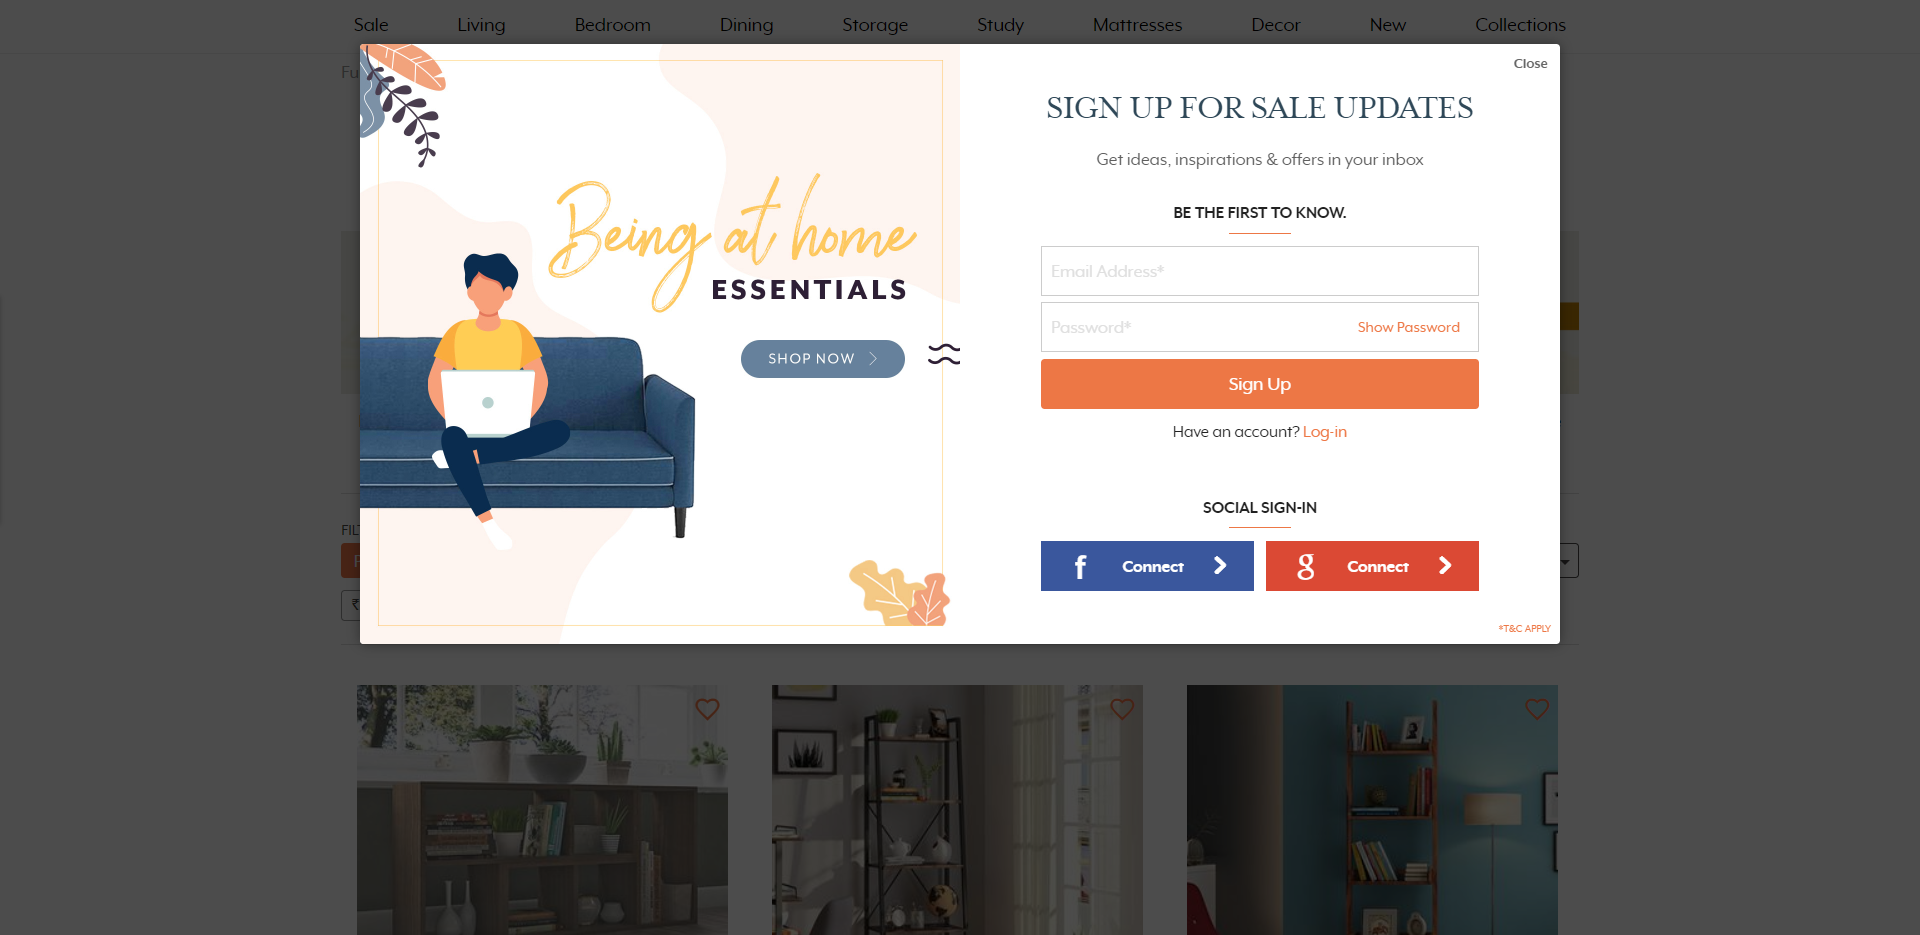 Sale Living Bedroom Dining Storage Study Mattresses Decor New Collections
Fu
Close
SIGN UP FOR SALE UPDATES
Get ideas, inspirations & offers in your inbox
BE THE FIRST TO KNOW.
Being at home
ESSENTIALS
SHOP NOW
Email Address*
Password* Show Password
Sign Up
Have an account? Log-in
SOCIAL SIGN-IN
f Connect
g Connect
*T&C APPLY
FIL
₹